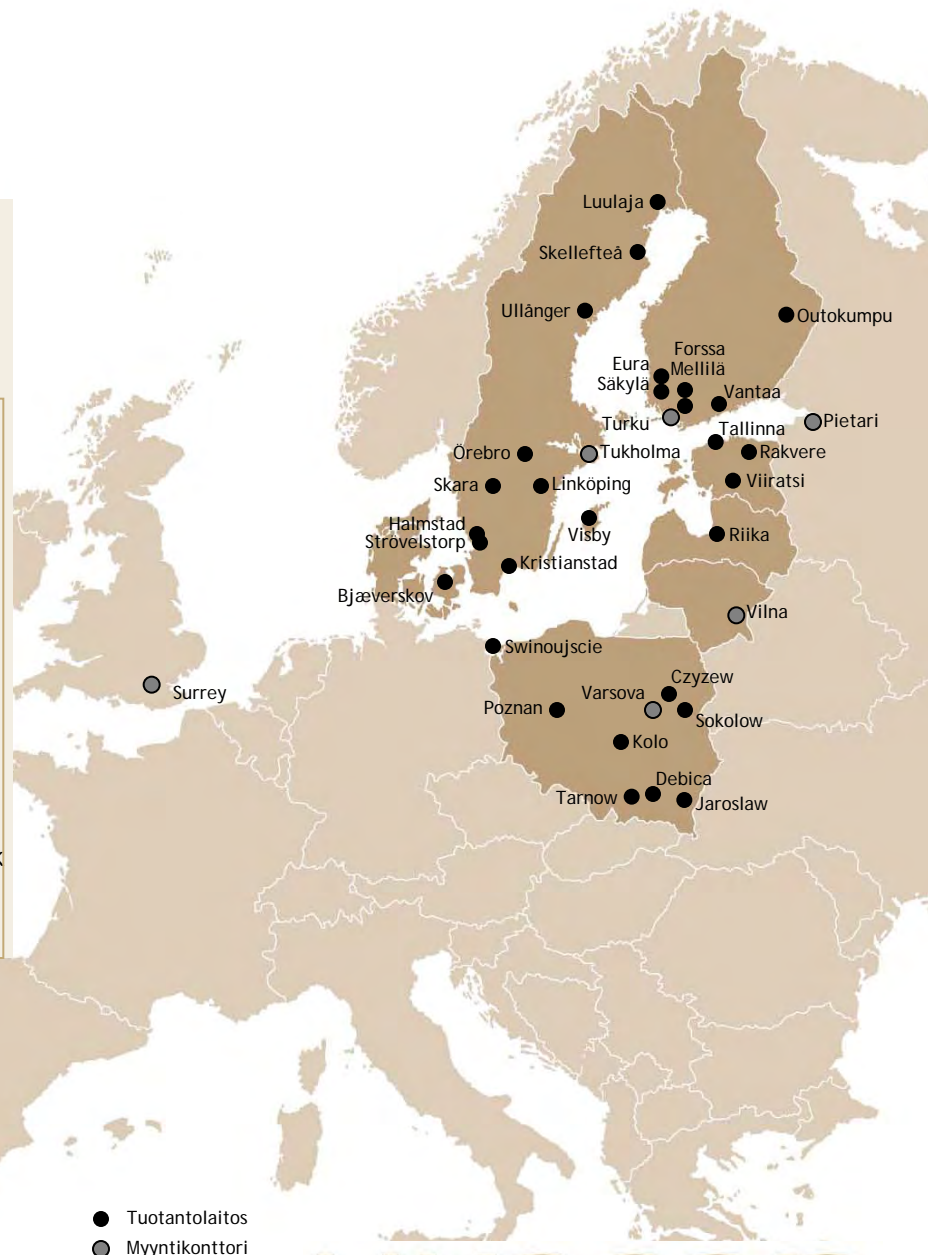 Luulaja
Skellefteå
Ullånger
Outokumpu
Forssa
Eura
Mellilä
Säkylä
Vantaa
Turku
Pietari
Tallinna
Örebro
Tukholma
Rakvere
Skara
Linköping
Viiratsi
Halmstad
Visby
Riika
Strövelstorp
Kristianstad
Bjæverskov
Vilna
Swinoujscie
Czyzew
Surrey
Varsova
Poznan
Sokolow
Kolo
Debica
Tarnow
Jaroslaw
K
Tuotantolaitos
Myyntikonttori